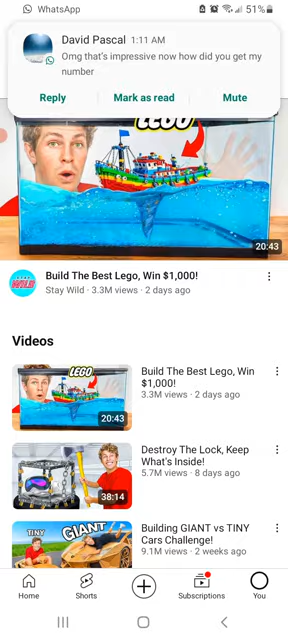 WhatsApp
51%
David Pascal 1:11 AM
Omg that's impressive now how did you get my
number
Reply
Mark as read
Mute
LEGO
20:43
STAY WILD
Build The Best Lego, Win $1,000!
Stay Wild · 3.3M views · 2 days ago
Videos
LEGO
20:43
Build The Best Lego, Win
$1,000!
3.3M views · 2 days ago
38:14
Destroy The Lock, Keep
What's Inside!
5.7M views · 8 days ago
TINY
GIANT
Building GIANT vs TINY
Cars Challenge!
9.1M views · 2 weeks ago
Home
Shorts
Subscriptions
You